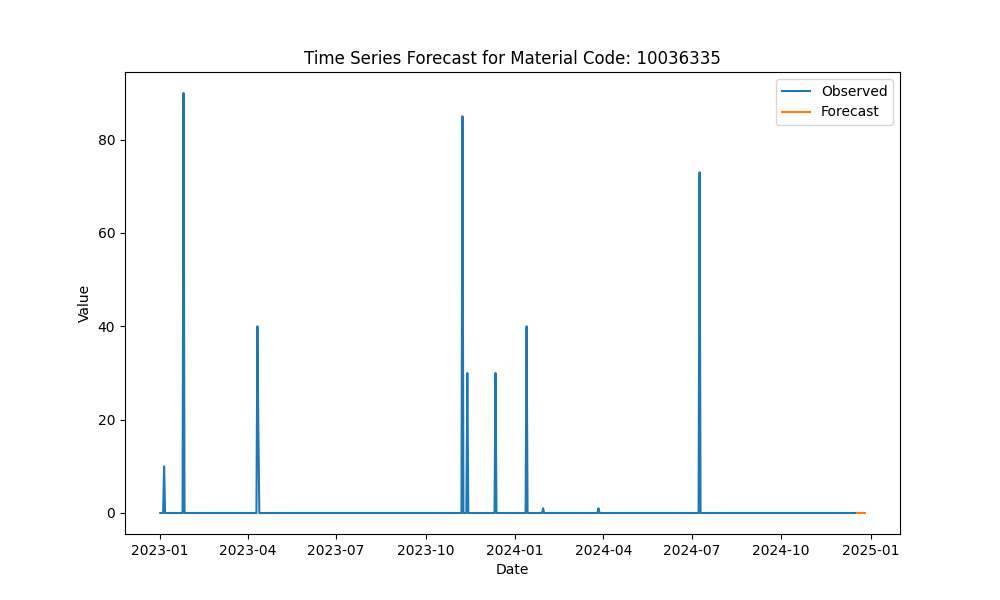 Time Series Forecast for Material Code: 10036335
Observed
Forecast
80
60
40
20
0
Value
2023-01 2023-04 2023-07 2023-10 2024-01 2024-04 2024-07 2024-10 2025-01
Date